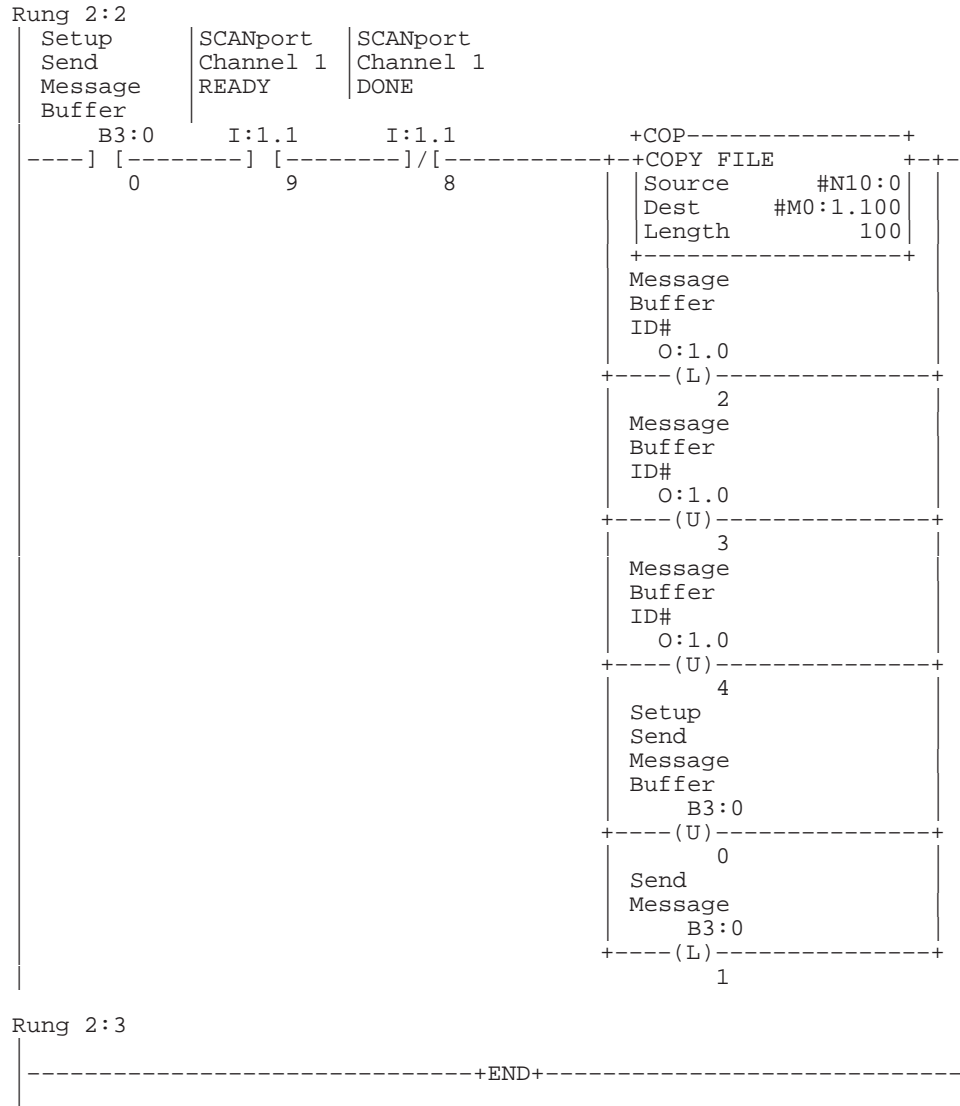 Rung 2:2
Setup SCANport SCANport
Send Channel 1 Channel 1
Message READY DONE
Buffer
B3:0 I:1.1 I:1.1 +COP---------------+
----] [--------] [--------]/[-----------+-+COPY FILE +-+-
0 9 8 Source #N10:0
Dest #M0:1.100
Length 100
+------------------+
Message
Buffer
ID#
O:1.0
+----(L)---------------+
2
Message
Buffer
ID#
O:1.0
+----(U)---------------+
3
Message
Buffer
ID#
O:1.0
+----(U)---------------+
4
Setup
Send
Message
Buffer
B3:0
+----(U)---------------+
0
Send
Message
B3:0
+----(L)---------------+
1
Rung 2:3
-------------------------------+END+-----------------------------